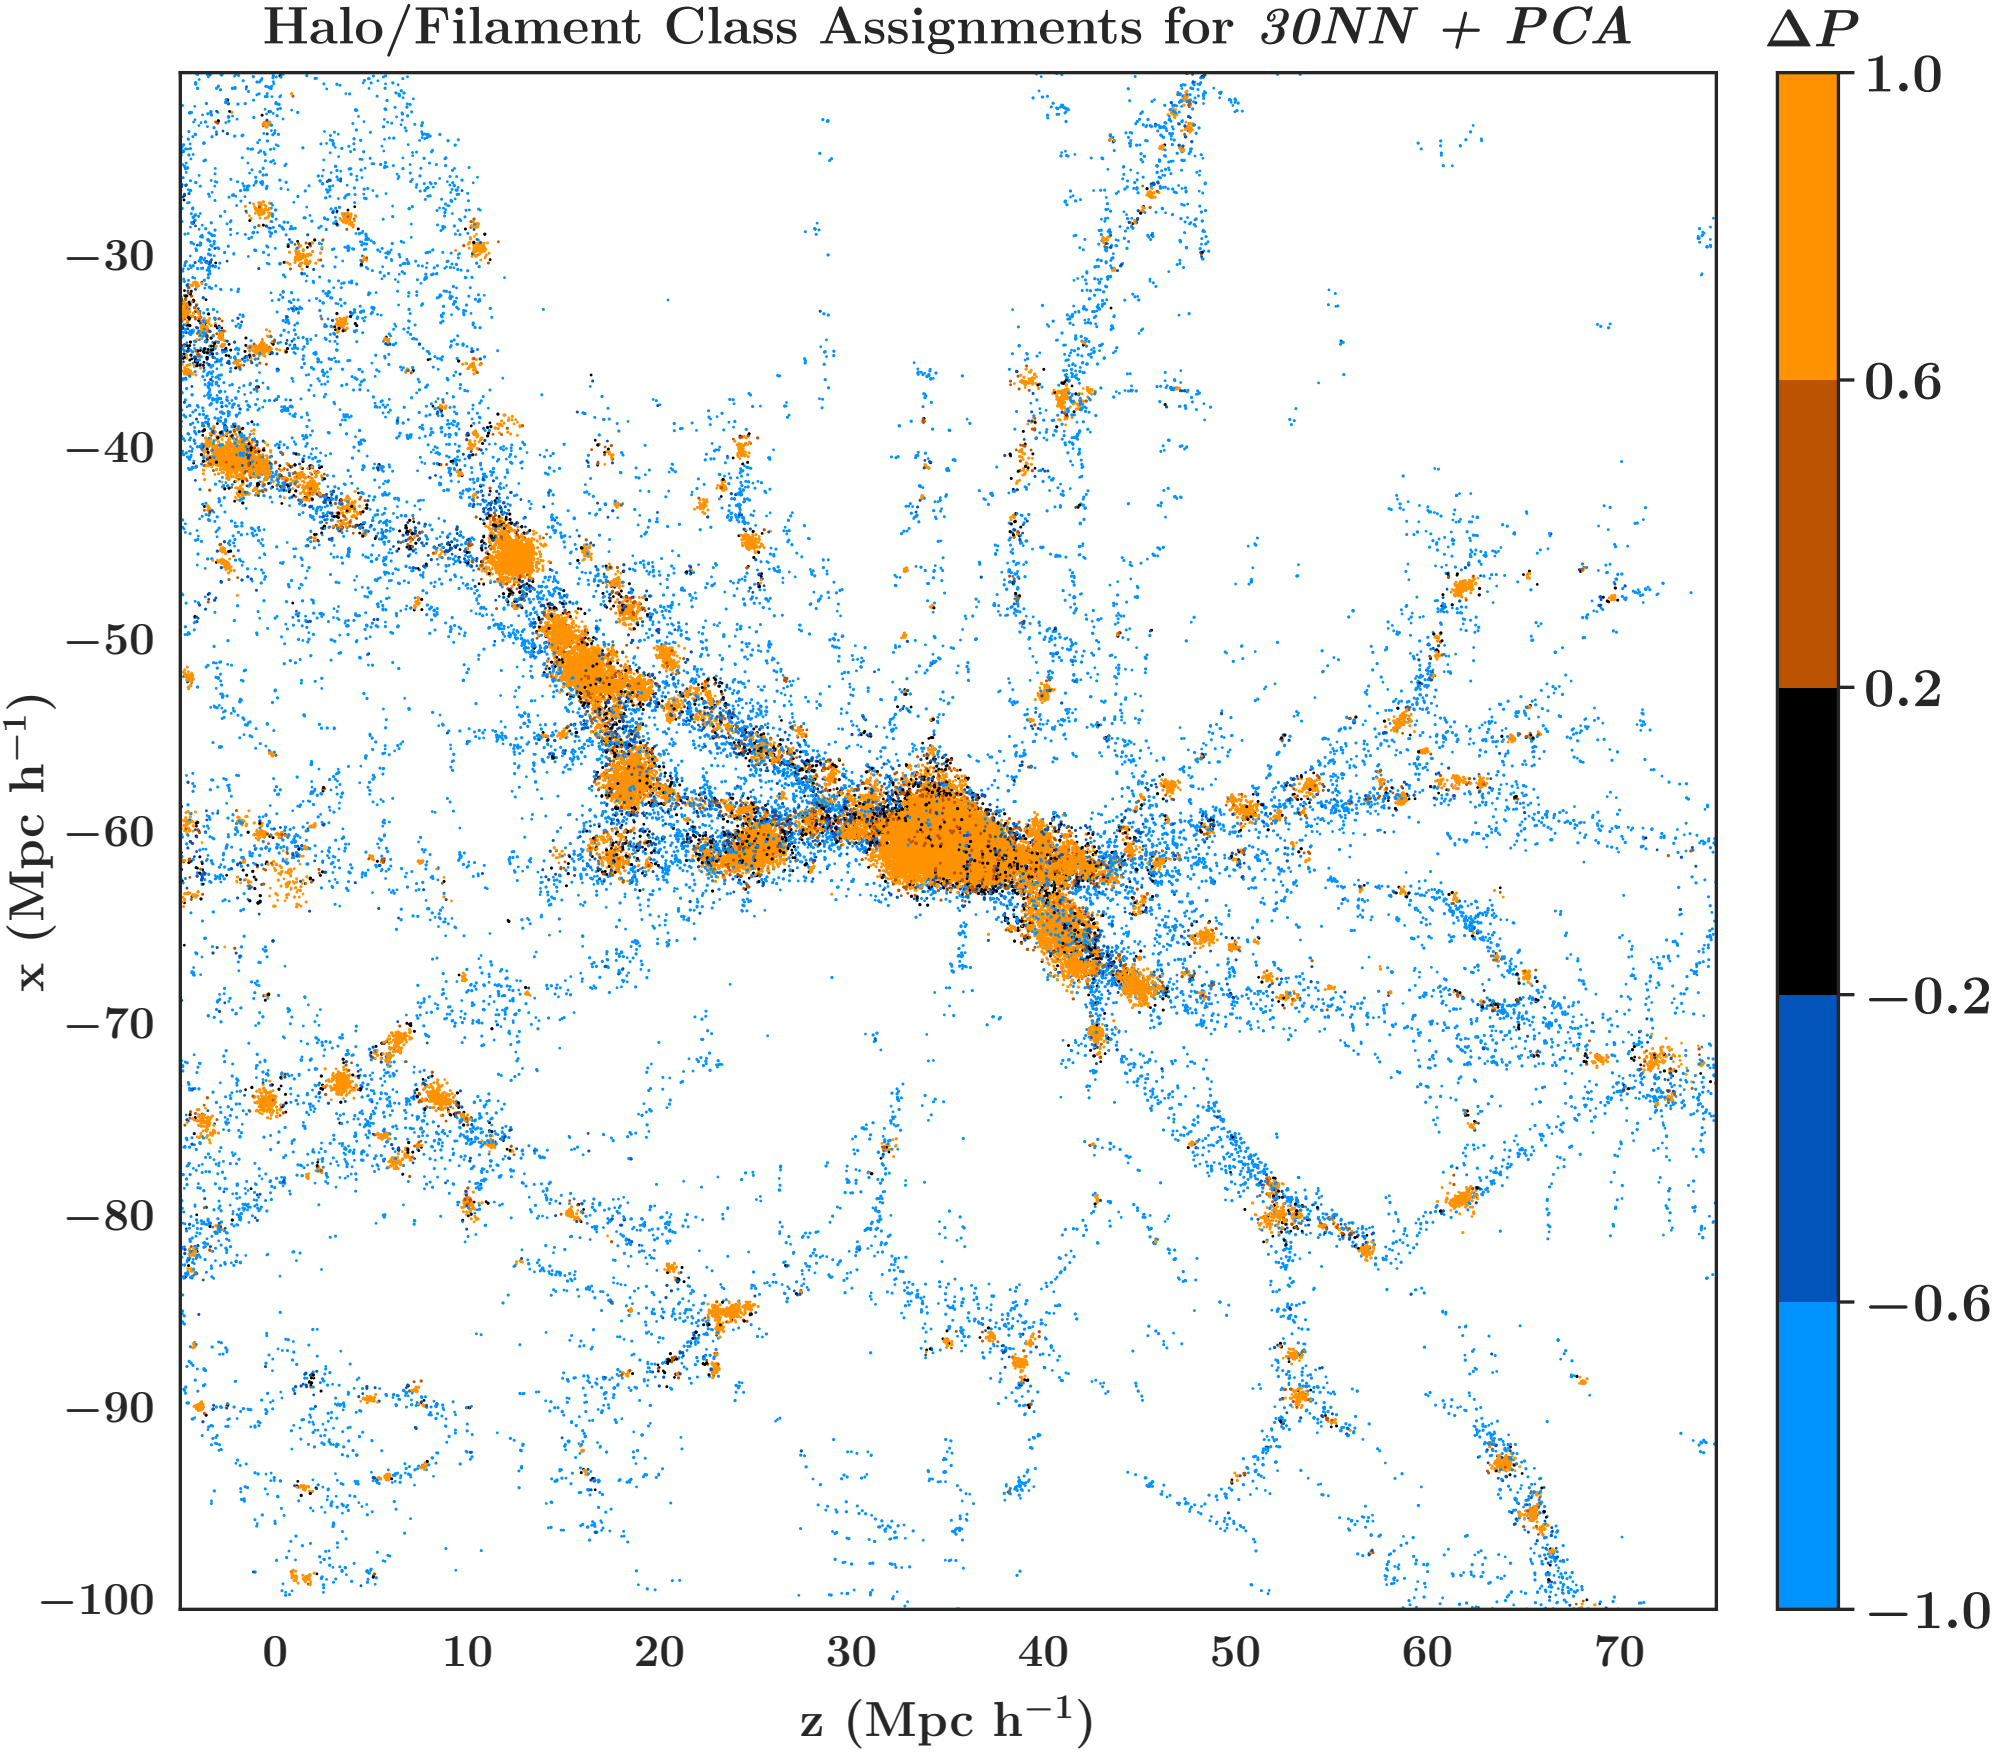 Halo/Filament Class Assignments for 30NN + PCA
ΔP
1.0
0.6
0.2
−0.2
−0.6
−1.0
−30
−40
−50
−60
−70
−80
−90
−100
x (Mpc h⁻¹)
0 10 20 30 40 50 60 70
z (Mpc h⁻¹)